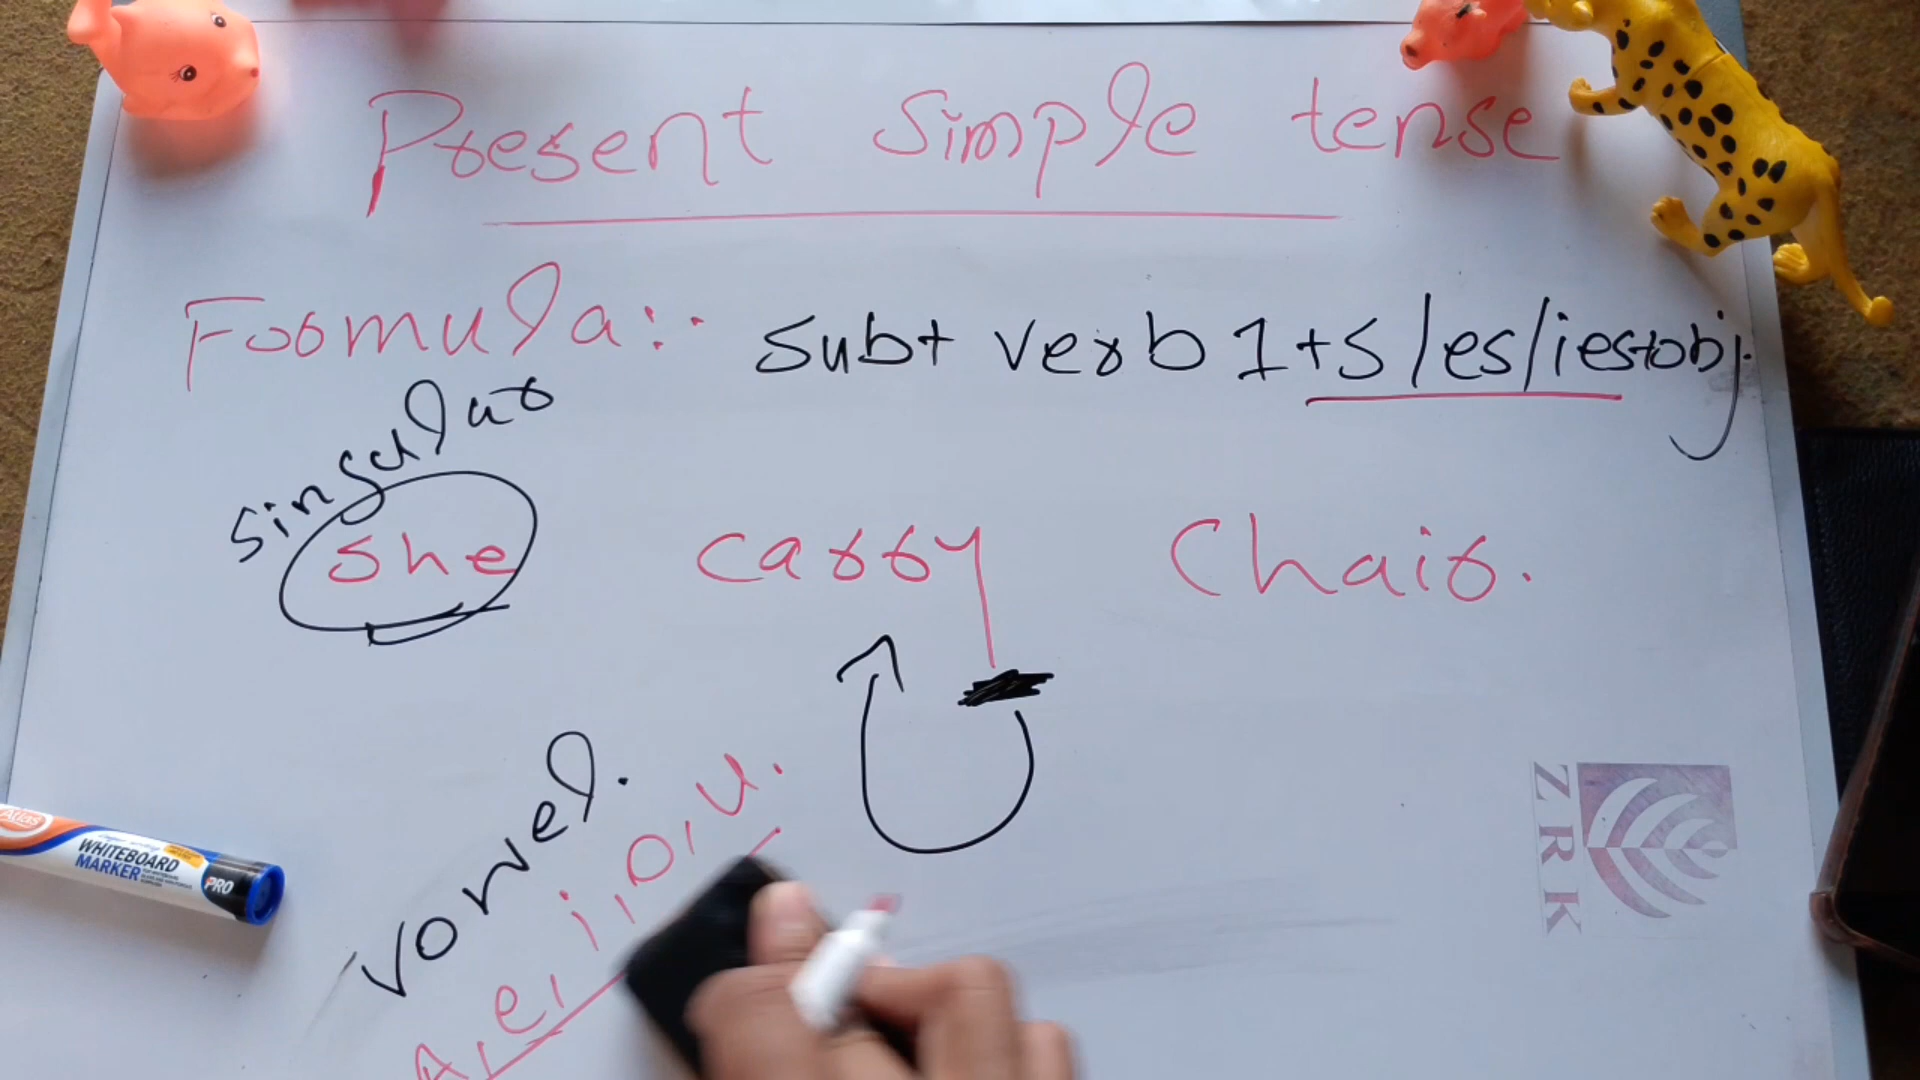 Present Simple tense
Formula:- Sub+ verb 1+S/es/ies+obj.
Singular
She carry Chair.
vowel.
A, e, i, o, u.
Atlas
WHITEBOARD
MARKER
PRO
ZRK